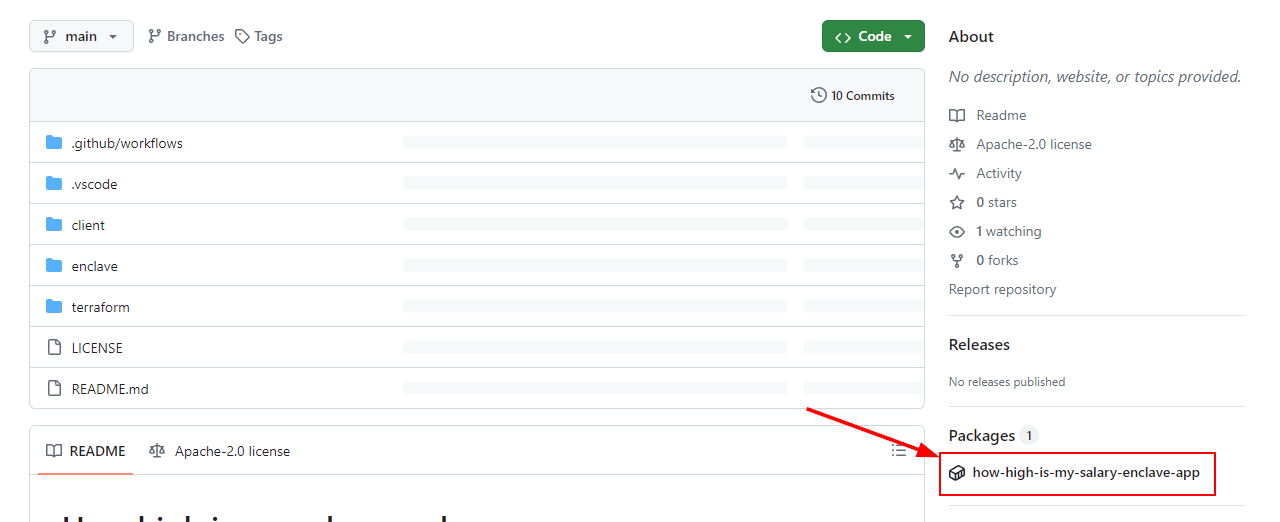 main
Branches
Tags
Code
10 Commits
.github/workflows
.vscode
client
enclave
terraform
LICENSE
README.md
README
Apache-2.0 license
About
No description, website, or topics provided.
Readme
Apache-2.0 license
Activity
0 stars
1 watching
0 forks
Report repository
Releases
No releases published
Packages 1
how-high-is-my-salary-enclave-app